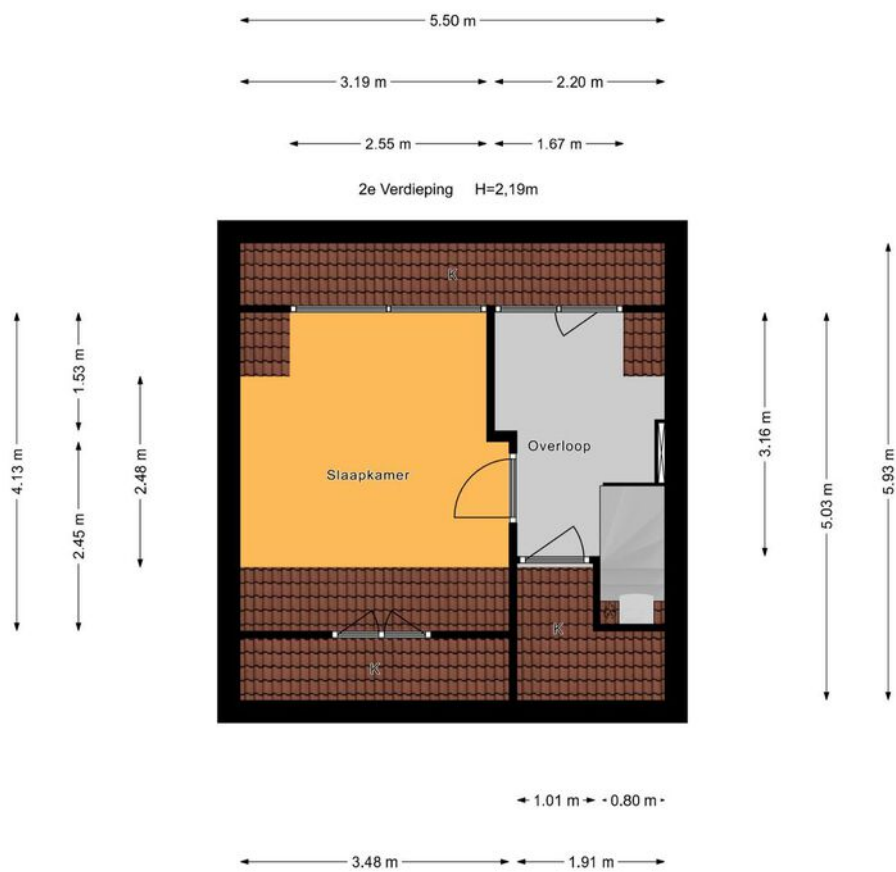 5.50 m
3.19 m
2.20 m
2.55 m
1.67 m
2e Verdieping H=2,19m
K
4.13 m
1.53 m
2.45 m
2.48 m
Slaapkamer
Overloop
3.16 m
5.03 m
5.93 m
K
K
1.01 m
0.80 m
3.48 m
1.91 m